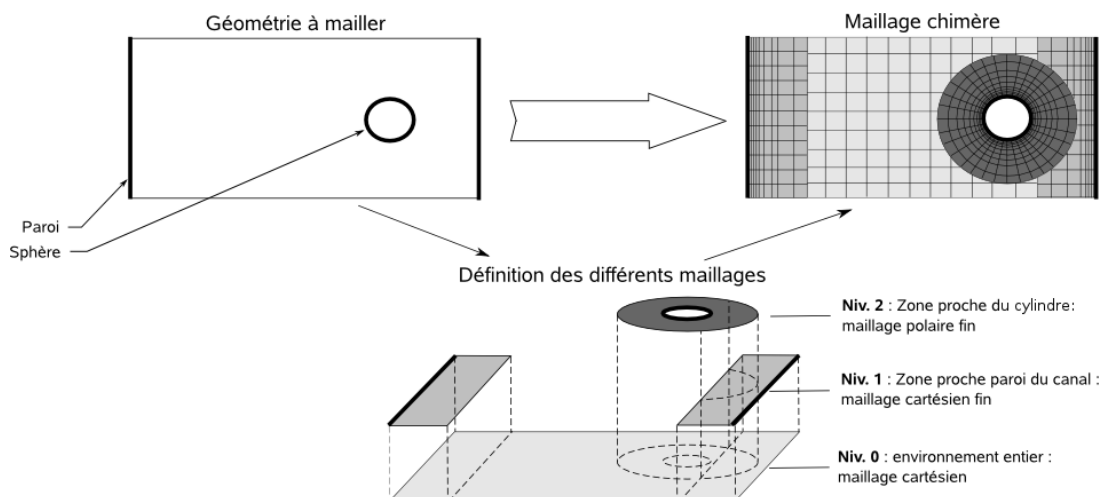 Géométrie à mailler
Maillage chimère
Paroi
Sphère
Définition des différents maillages
Niv. 2 : Zone proche du cylindre:
maillage polaire fin
Niv. 1 : Zone proche paroi du canal :
maillage cartésien fin
Niv. 0 : environnement entier :
maillage cartésien